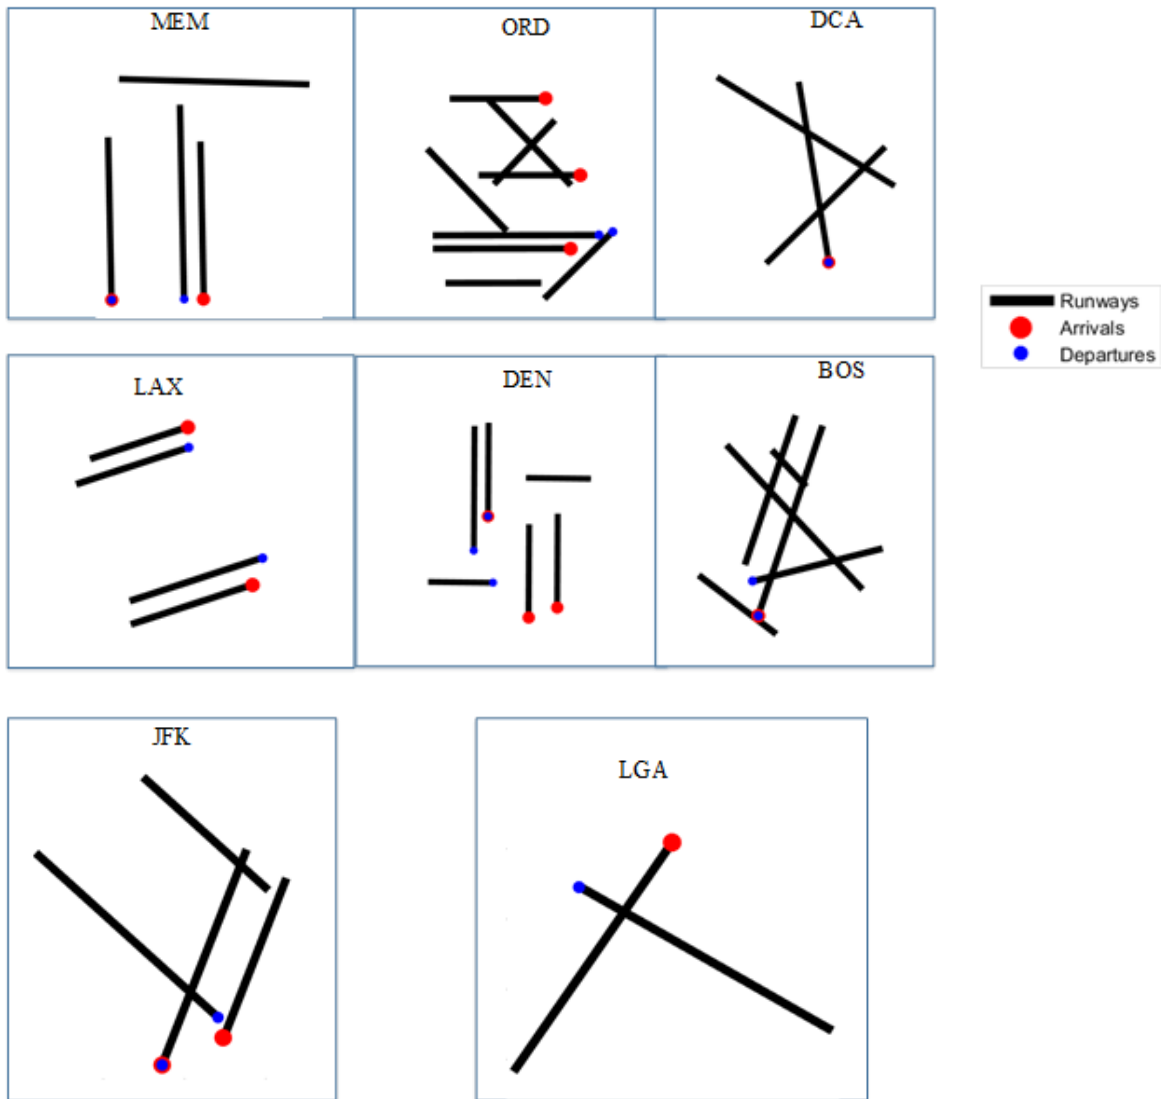 MEM
ORD
DCA
Runways
Arrivals
Departures
LAX
DEN
BOS
JFK
LGA